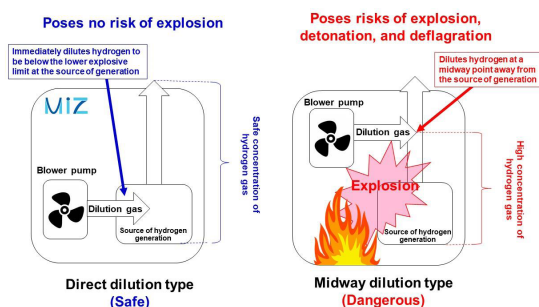 Poses no risk of explosion
Immediately dilutes hydrogen to
be below the lower explosive
limit at the source of generation
MiZ
Blower pump
Dilution gas
Source of hydrogen
generation
Safe concentration of
hydrogen gas
Direct dilution type
(Safe)
Poses risks of explosion,
detonation, and deflagration
Dilutes hydrogen at a
midway point away from
the source of generation
Blower pump
Dilution gas
Explosion
Source of hydrogen
generation
High concentration of
hydrogen gas
Midway dilution type
(Dangerous)